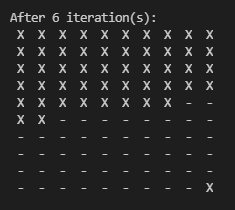 After 6 iteration(s):
X X X X X X X X X X
X X X X X X X X X X
X X X X X X X X X X
X X X X X X X X X X
X X X X X X X X - -
X X - - - - - - - -
- - - - - - - - - -
- - - - - - - - - -
- - - - - - - - - -
- - - - - - - - - X